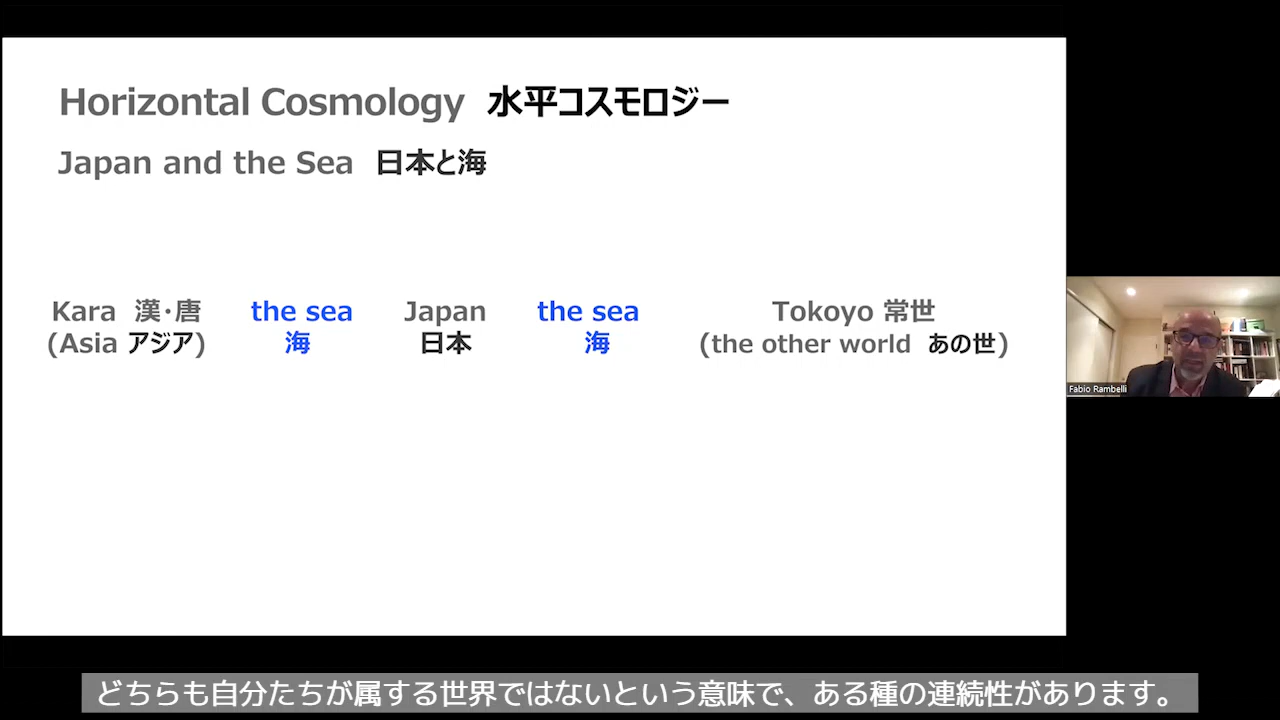 Horizontal Cosmology 水平コスモロジー
Japan and the Sea 日本と海
Kara 漢・唐 the sea Japan the sea Tokoyo 常世
(Asia アジア) 海 日本 海 (the other world あの世)
Fabio Rambelli
どちらも自分たちが属する世界ではないという意味で、ある種の連続性があります。